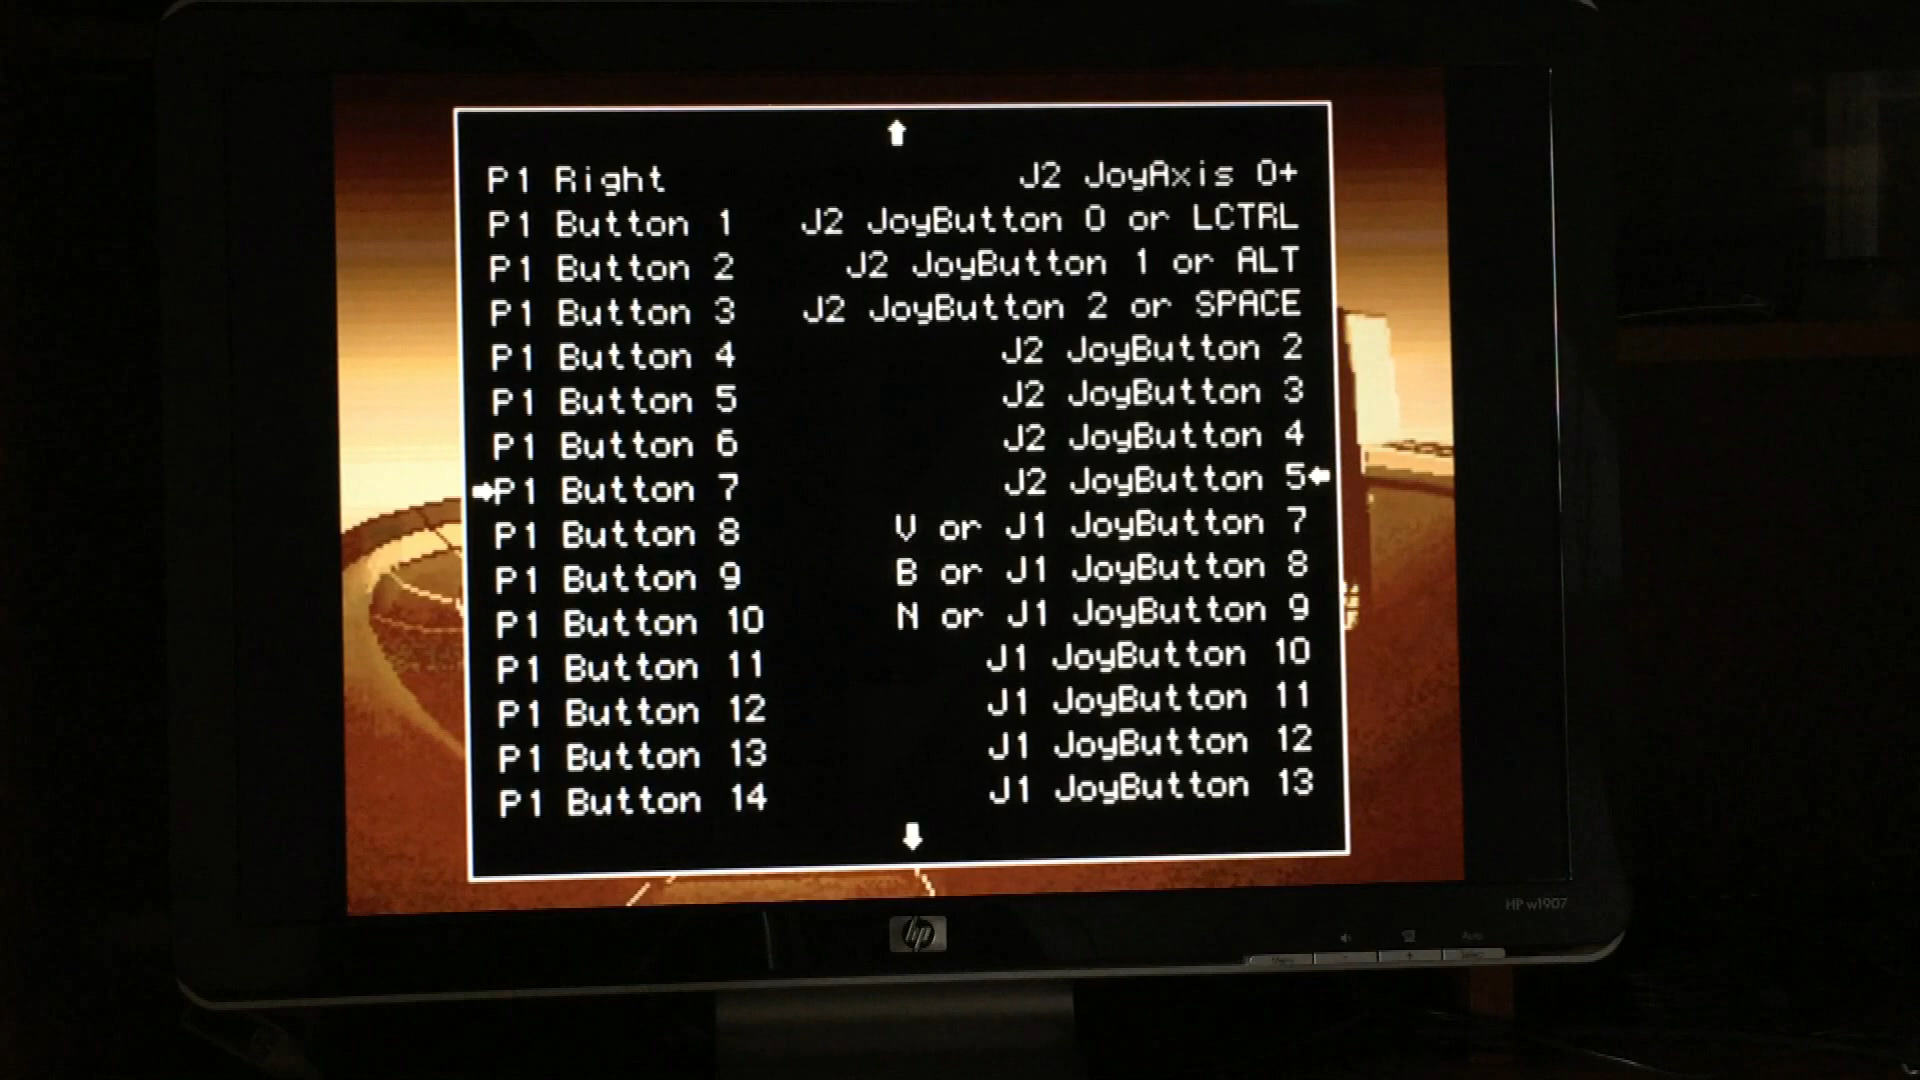 P1 Right J2 JoyAxis 0+
P1 Button 1 J2 JoyButton 0 or LCTRL
P1 Button 2 J2 JoyButton 1 or ALT
P1 Button 3 J2 JoyButton 2 or SPACE
P1 Button 4 J2 JoyButton 2
P1 Button 5 J2 JoyButton 3
P1 Button 6 J2 JoyButton 4
P1 Button 7 J2 JoyButton 5
P1 Button 8 V or J1 JoyButton 7
P1 Button 9 B or J1 JoyButton 8
P1 Button 10 N or J1 JoyButton 9
P1 Button 11 J1 JoyButton 10
P1 Button 12 J1 JoyButton 11
P1 Button 13 J1 JoyButton 12
P1 Button 14 J1 JoyButton 13
HP w1907
hp
Auto
Menu - + Select